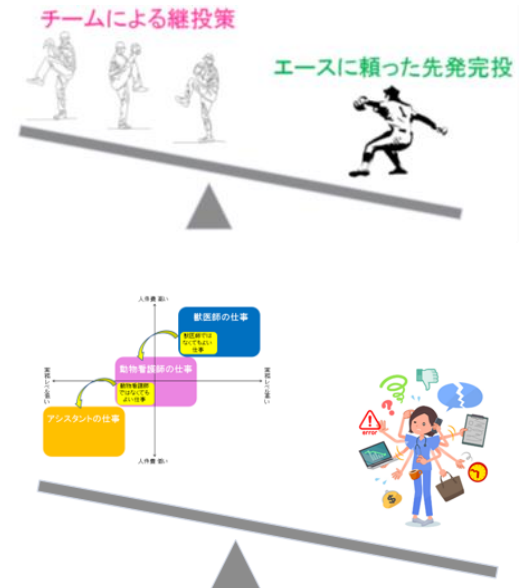 チームによる継投策
エースに頼った先発完投
人件費 高い
獣医師の仕事
獣医師では
なくてもよい
仕事
動物看護師の仕事
動物看護師
ではなくても
よい仕事
アシスタントの仕事
人件費 低い
error